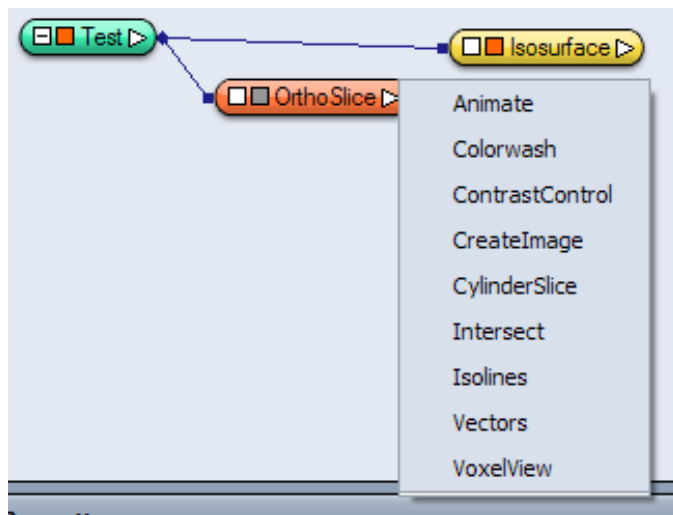 Test
Isosurface
OrthoSlice
Animate
Colorwash
ContrastControl
CreateImage
CylinderSlice
Intersect
Isolines
Vectors
VoxelView